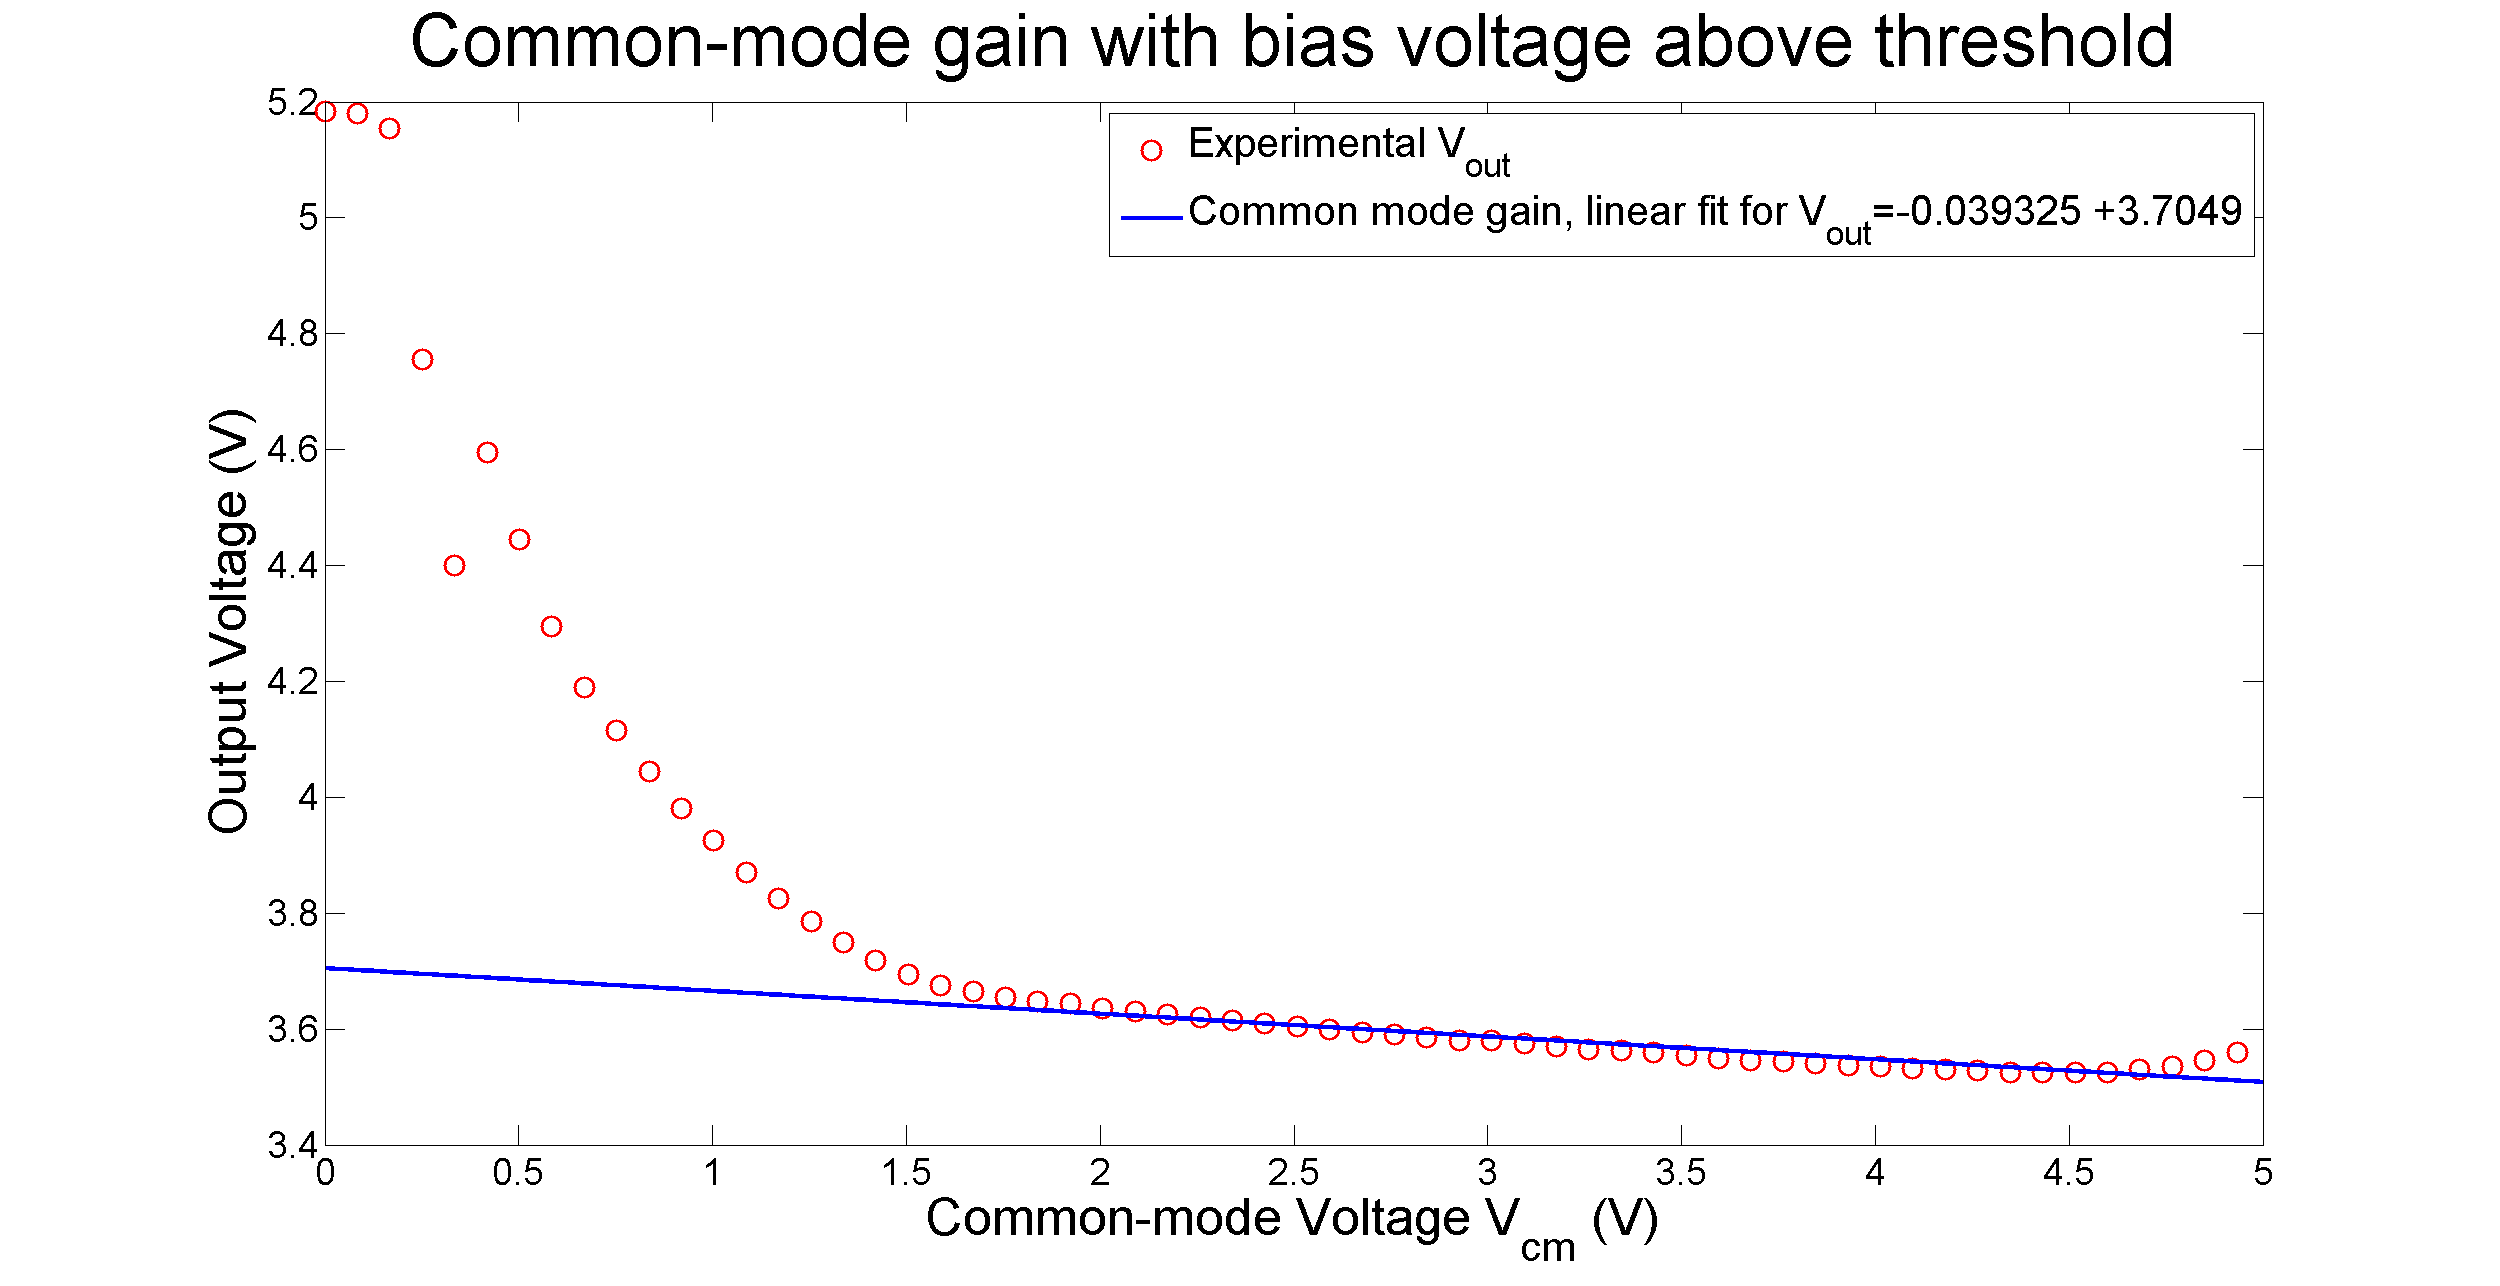 Common-mode gain with bias voltage above threshold
Experimental Vout
Common mode gain, linear fit for Vout=-0.039325 +3.7049
Output Voltage (V)
5.2
5
4.8
4.6
4.4
4.2
4
3.8
3.6
3.4
0 0.5 1 1.5 2 2.5 3 3.5 4 4.5 5
Common-mode Voltage Vcm (V)